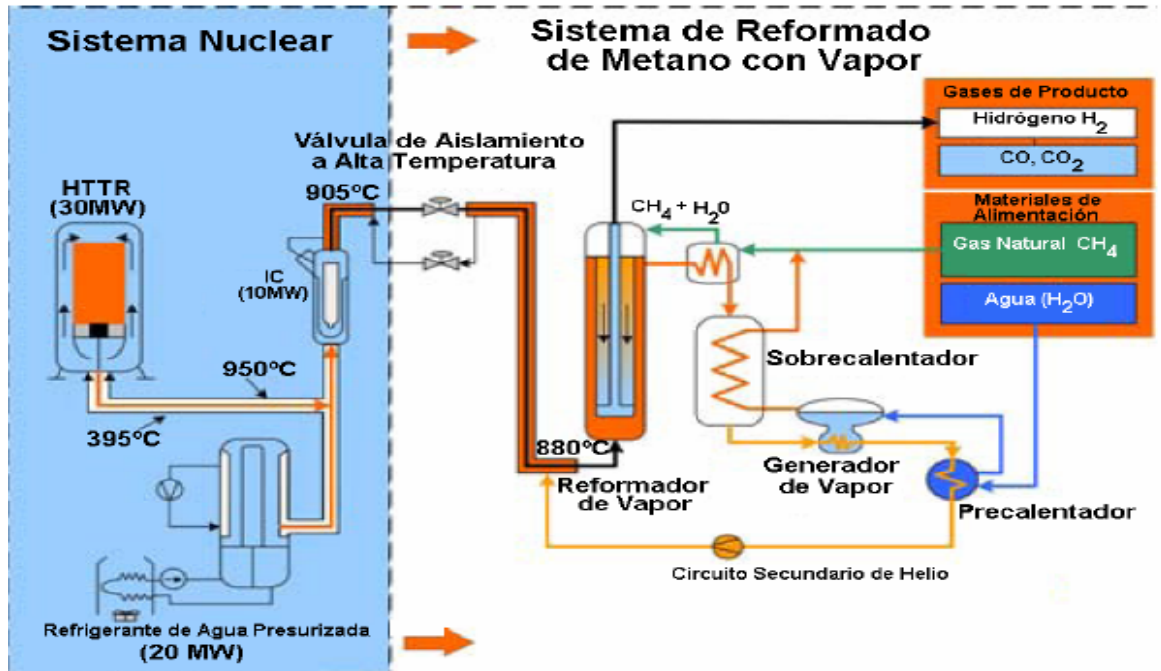 Sistema Nuclear
Sistema de Reformado
de Metano con Vapor
Gases de Producto
Hidrógeno H2
CO, CO2
Materiales de
Alimentación
Gas Natural CH4
Agua (H2O)
Válvula de Aislamiento
a Alta Temperatura
905ºC
HTTR
(30MW)
IC
(10MW)
950ºC
395ºC
CH4 + H20
Sobrecalentador
880ºC
Reformador
de Vapor
Generador
de Vapor
Precalentador
Circuito Secundario de Helio
Refrigerante de Agua Presurizada
(20 MW)